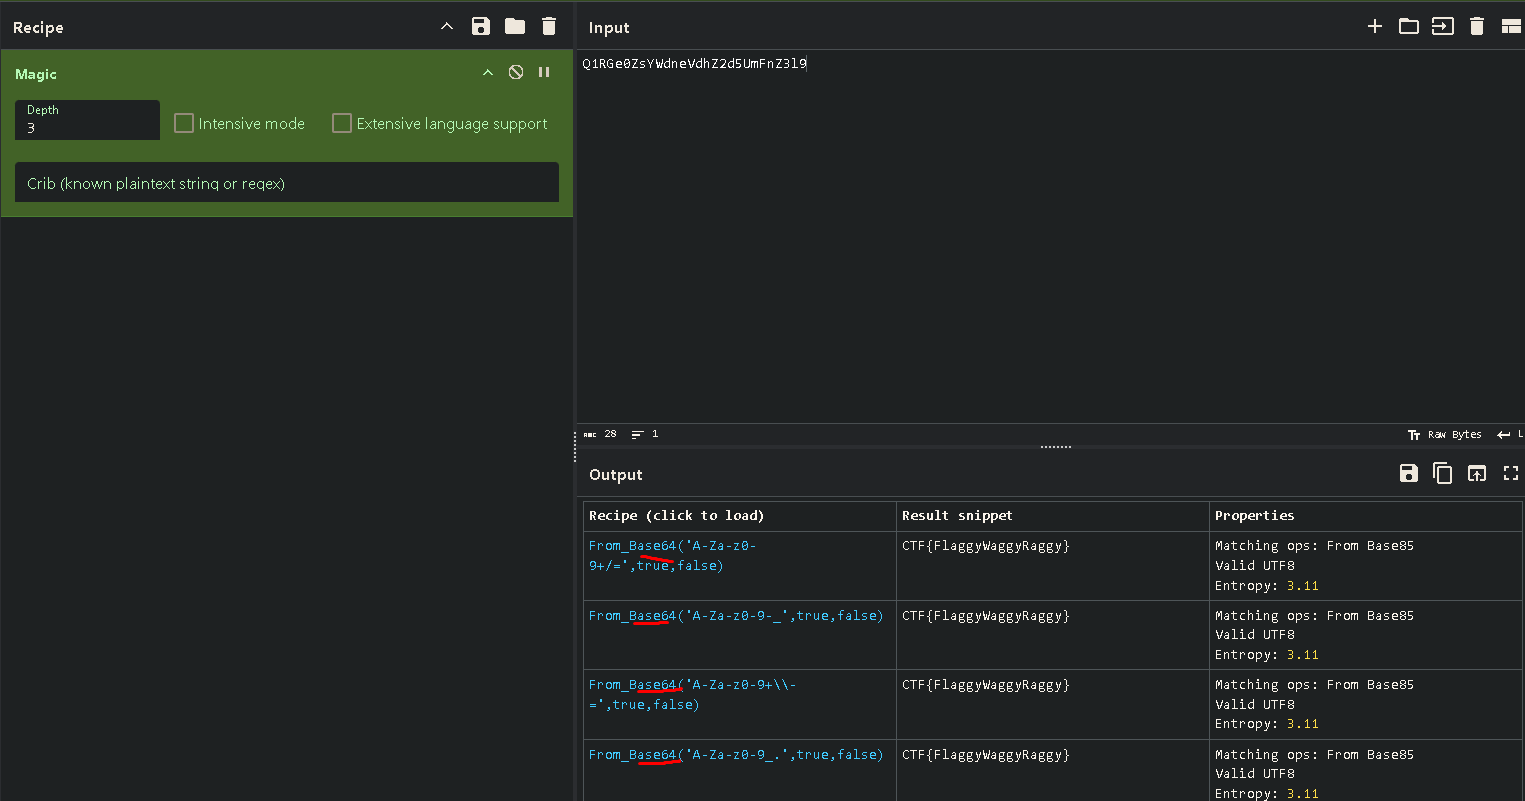 Recipe
Magic
Depth
3
Intensive mode
Extensive language support
Crib (known plaintext string or regex)
Input
Q1RGe0ZsYWdneVdhZ2d5UmFnZ3l9
ABC 28 1
Raw Bytes L
Output
Recipe (click to load) Result snippet Properties
From_Base64('A-Za-z0-
9+/=',true,false)
CTF{FlaggyWaggyRaggy}
Matching ops: From Base85
Valid UTF8
Entropy: 3.11
From_Base64('A-Za-z0-9-_',true,false)
CTF{FlaggyWaggyRaggy}
Matching ops: From Base85
Valid UTF8
Entropy: 3.11
From_Base64('A-Za-z0-9+\\-
=',true,false)
CTF{FlaggyWaggyRaggy}
Matching ops: From Base85
Valid UTF8
Entropy: 3.11
From_Base64('A-Za-z0-9_.',true,false)
CTF{FlaggyWaggyRaggy}
Matching ops: From Base85
Valid UTF8
Entropy: 3.11